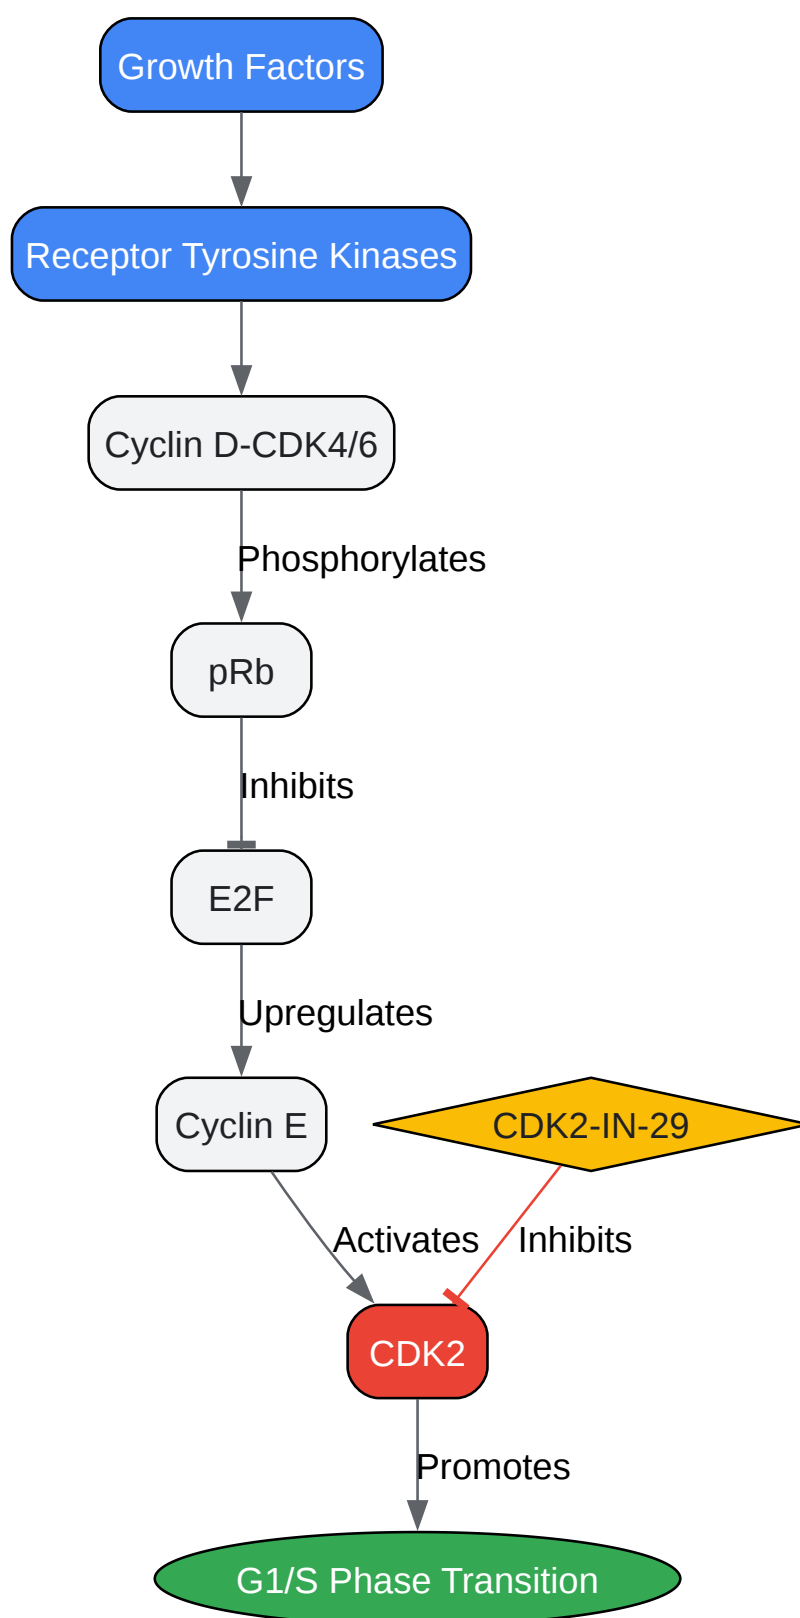 Growth Factors
Receptor Tyrosine Kinases
Cyclin D-CDK4/6
Phosphorylates
pRb
Inhibits
E2F
Upregulates
Cyclin E
CDK2-IN-29
Activates
Inhibits
CDK2
Promotes
G1/S Phase Transition